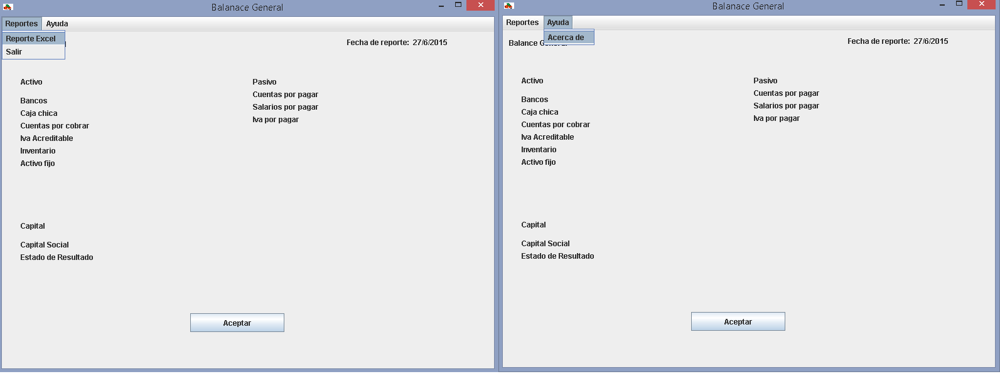 Balanace General
Reportes Ayuda
Reporte Excel
Salir
Fecha de reporte: 27/6/2015
Activo
Bancos
Caja chica
Cuentas por cobrar
Iva Acreditable
Inventario
Activo fijo
Pasivo
Cuentas por pagar
Salarios por pagar
Iva por pagar
Capital
Capital Social
Estado de Resultado
Aceptar
Balanace General
Reportes Ayuda
Acerca de
Balance General
Fecha de reporte: 27/6/2015
Activo
Bancos
Caja chica
Cuentas por cobrar
Iva Acreditable
Inventario
Activo fijo
Pasivo
Cuentas por pagar
Salarios por pagar
Iva por pagar
Capital
Capital Social
Estado de Resultado
Aceptar